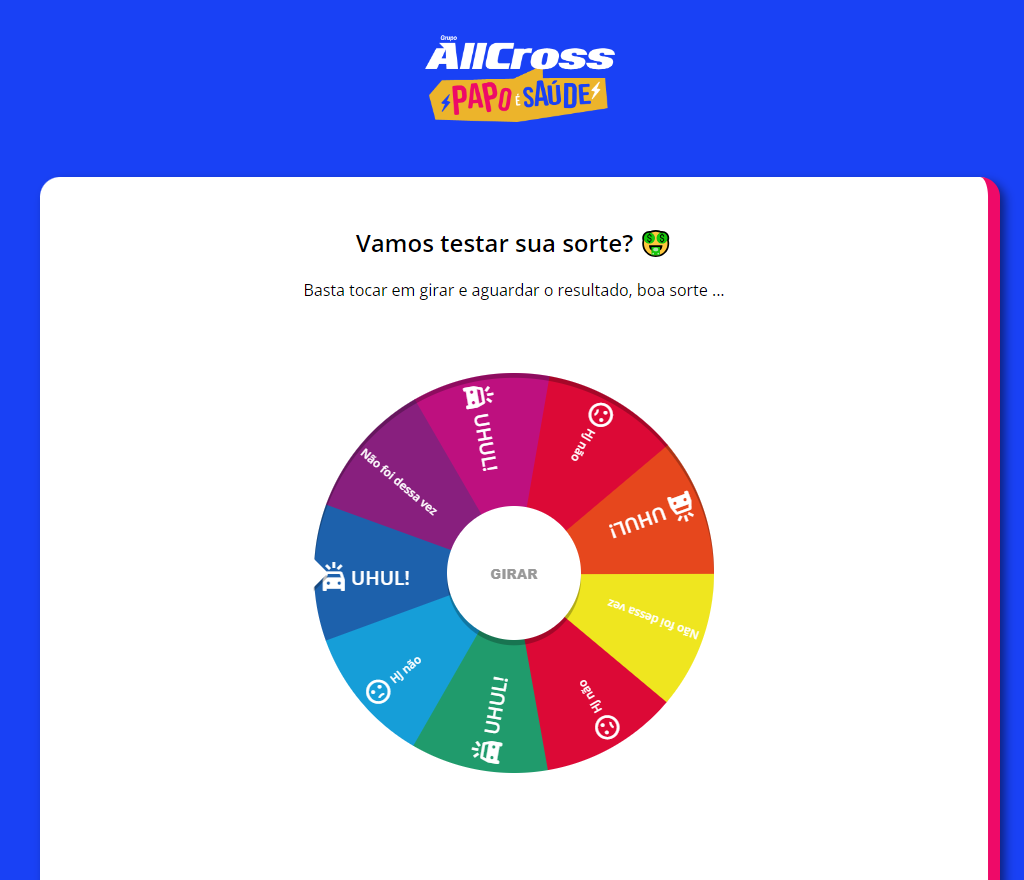 Grupo
AllCross
PAPO É SAÚDE
Vamos testar sua sorte? 🤑
Basta tocar em girar e aguardar o resultado, boa sorte ...
UHUL!
Hj não
UHUL!
Não foi dessa vez
Hj não
UHUL!
Hj não
UHUL!
Não foi dessa vez
GIRAR